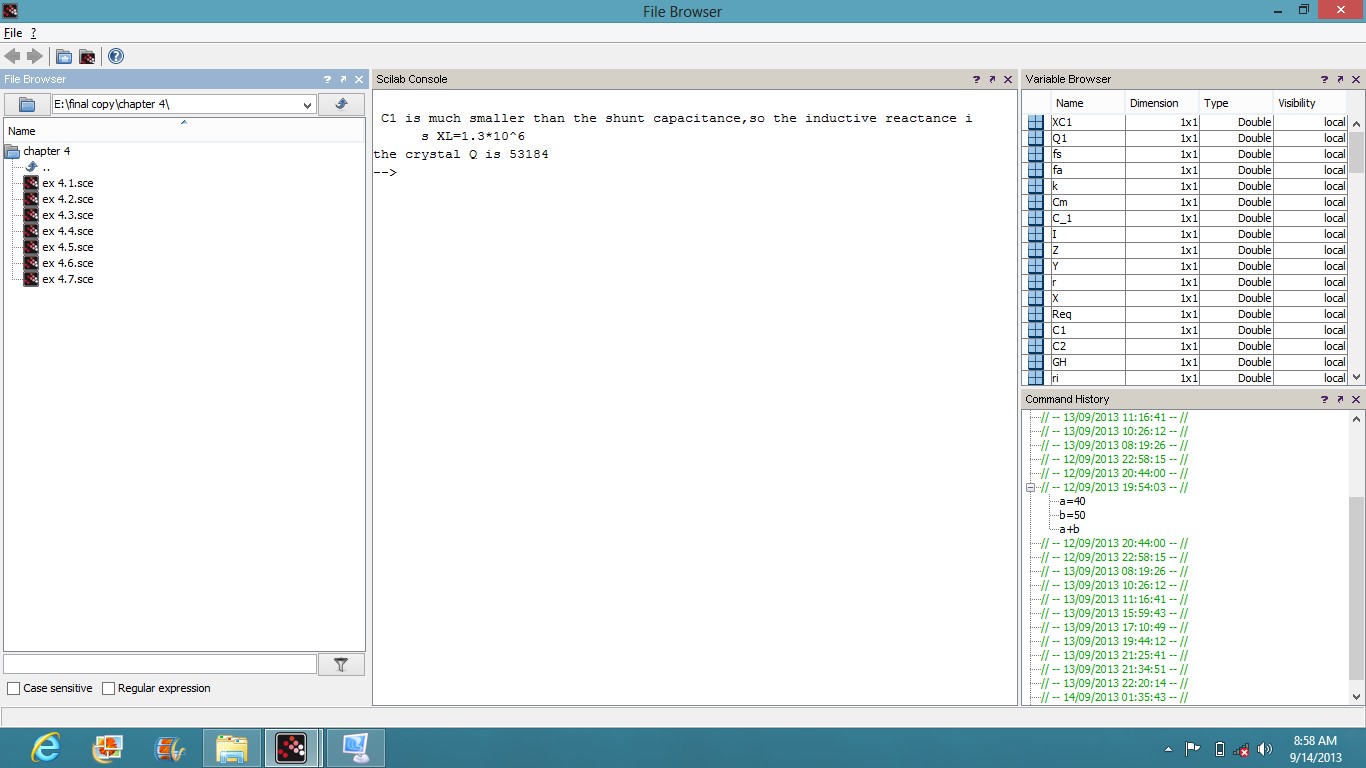 File Browser
File ?
File Browser
E:\final copy\chapter 4\
Name
chapter 4
..
ex 4.1.sce
ex 4.2.sce
ex 4.3.sce
ex 4.4.sce
ex 4.5.sce
ex 4.6.sce
ex 4.7.sce
Case sensitive Regular expression
Scilab Console
C1 is much smaller than the shunt capacitance,so the inductive reactance i
s XL=1.3*10^6
the crystal Q is 53184
-->
Variable Browser
Name Dimension Type Visibility
XC1 1x1 Double local
Q1 1x1 Double local
fs 1x1 Double local
fa 1x1 Double local
k 1x1 Double local
Cm 1x1 Double local
C_1 1x1 Double local
I 1x1 Double local
Z 1x1 Double local
Y 1x1 Double local
r 1x1 Double local
X 1x1 Double local
Req 1x1 Double local
C1 1x1 Double local
C2 1x1 Double local
GH 1x1 Double local
ri 1x1 Double local
Command History
// -- 13/09/2013 11:16:41 -- //
// -- 13/09/2013 10:26:12 -- //
// -- 13/09/2013 08:19:26 -- //
// -- 12/09/2013 22:58:15 -- //
// -- 12/09/2013 20:44:00 -- //
// -- 12/09/2013 19:54:03 -- //
a=40
b=50
a+b
// -- 12/09/2013 20:44:00 -- //
// -- 12/09/2013 22:58:15 -- //
// -- 13/09/2013 08:19:26 -- //
// -- 13/09/2013 10:26:12 -- //
// -- 13/09/2013 11:16:41 -- //
// -- 13/09/2013 15:59:43 -- //
// -- 13/09/2013 17:10:49 -- //
// -- 13/09/2013 19:44:12 -- //
// -- 13/09/2013 21:25:41 -- //
// -- 13/09/2013 21:34:51 -- //
// -- 13/09/2013 22:20:14 -- //
// -- 14/09/2013 01:35:43 -- //
8:58 AM
9/14/2013